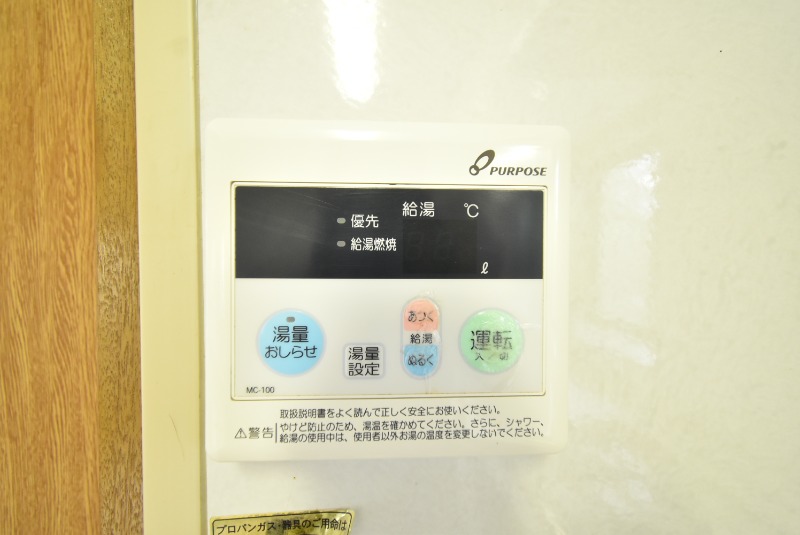 PURPOSE
給湯 ℃
優先
給湯燃焼
ℓ
あつく
湯量
おしらせ
給湯
運転
入/切
湯量
設定
ぬるく
MC-100
取扱説明書をよく読んで正しく安全にお使いください。
⚠警告
やけど防止のため、湯温を確かめてください。さらに、シャワー、
給湯の使用中は、使用者以外お湯の温度を変更しないでください。
プロパンガス・器具のご用命は